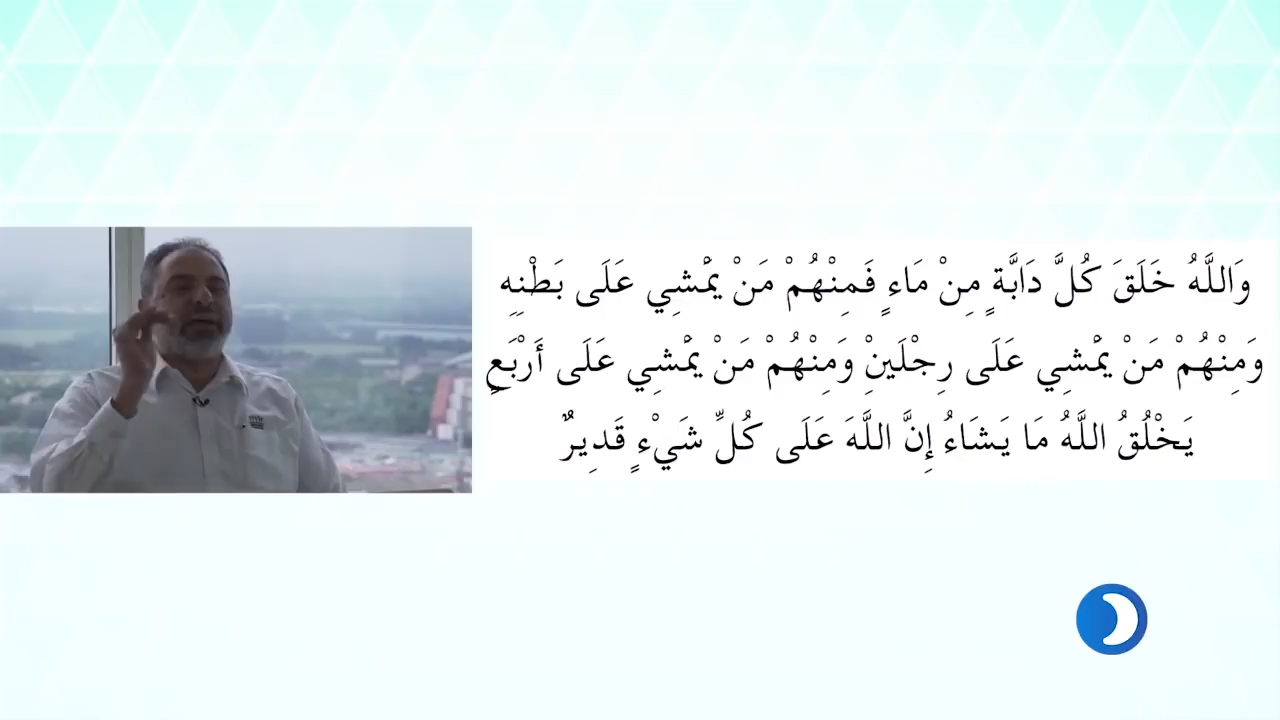 وَاللَّهُ خَلَقَ كُلَّ دَابَّةٍ مِنْ مَاءٍ فَمِنْهُمْ مَنْ يَمْشِي عَلَى بَطْنِهِ
وَمِنْهُمْ مَنْ يَمْشِي عَلَى رِجْلَيْنِ وَمِنْهُمْ مَنْ يَمْشِي عَلَى أَرْبَعٍ
يَخْلُقُ اللَّهُ مَا يَشَاءُ إِنَّ اللَّهَ عَلَى كُلِّ شَيْءٍ قَدِيرٌ